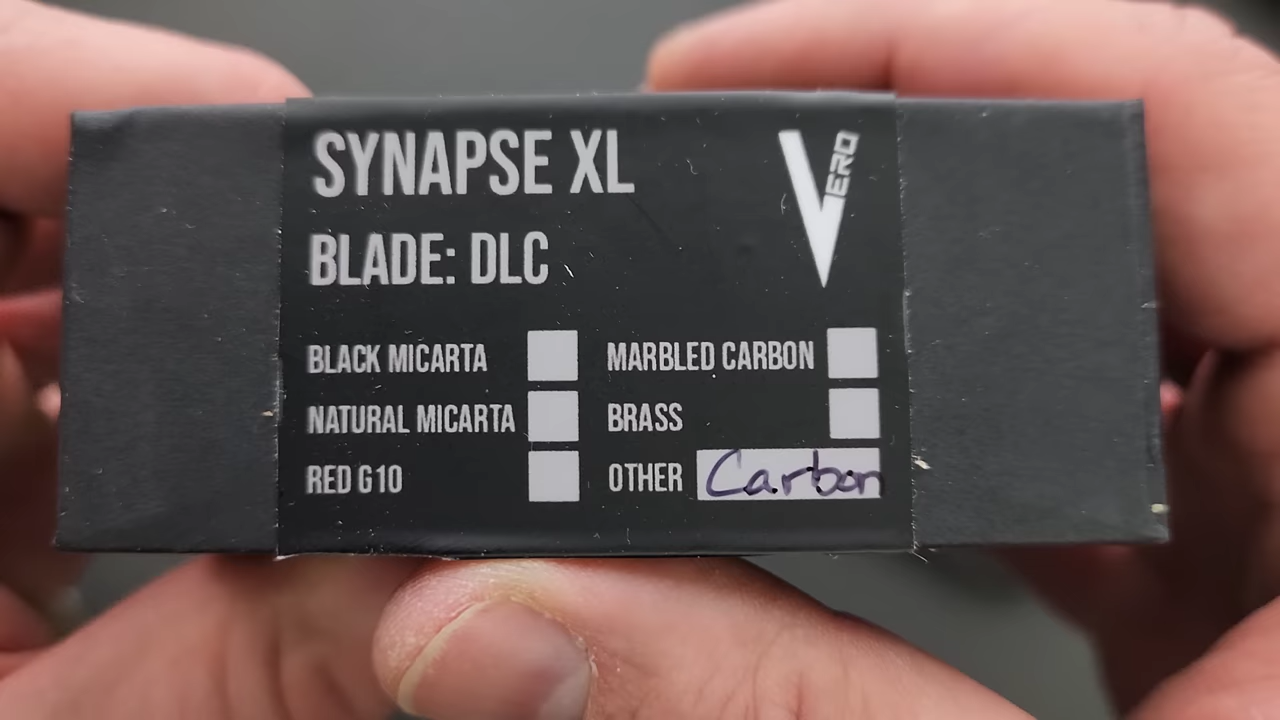 SYNAPSE XL
VERO
BLADE: DLC
BLACK MICARTA
MARBLED CARBON
NATURAL MICARTA
BRASS
RED G10
OTHER Carbon